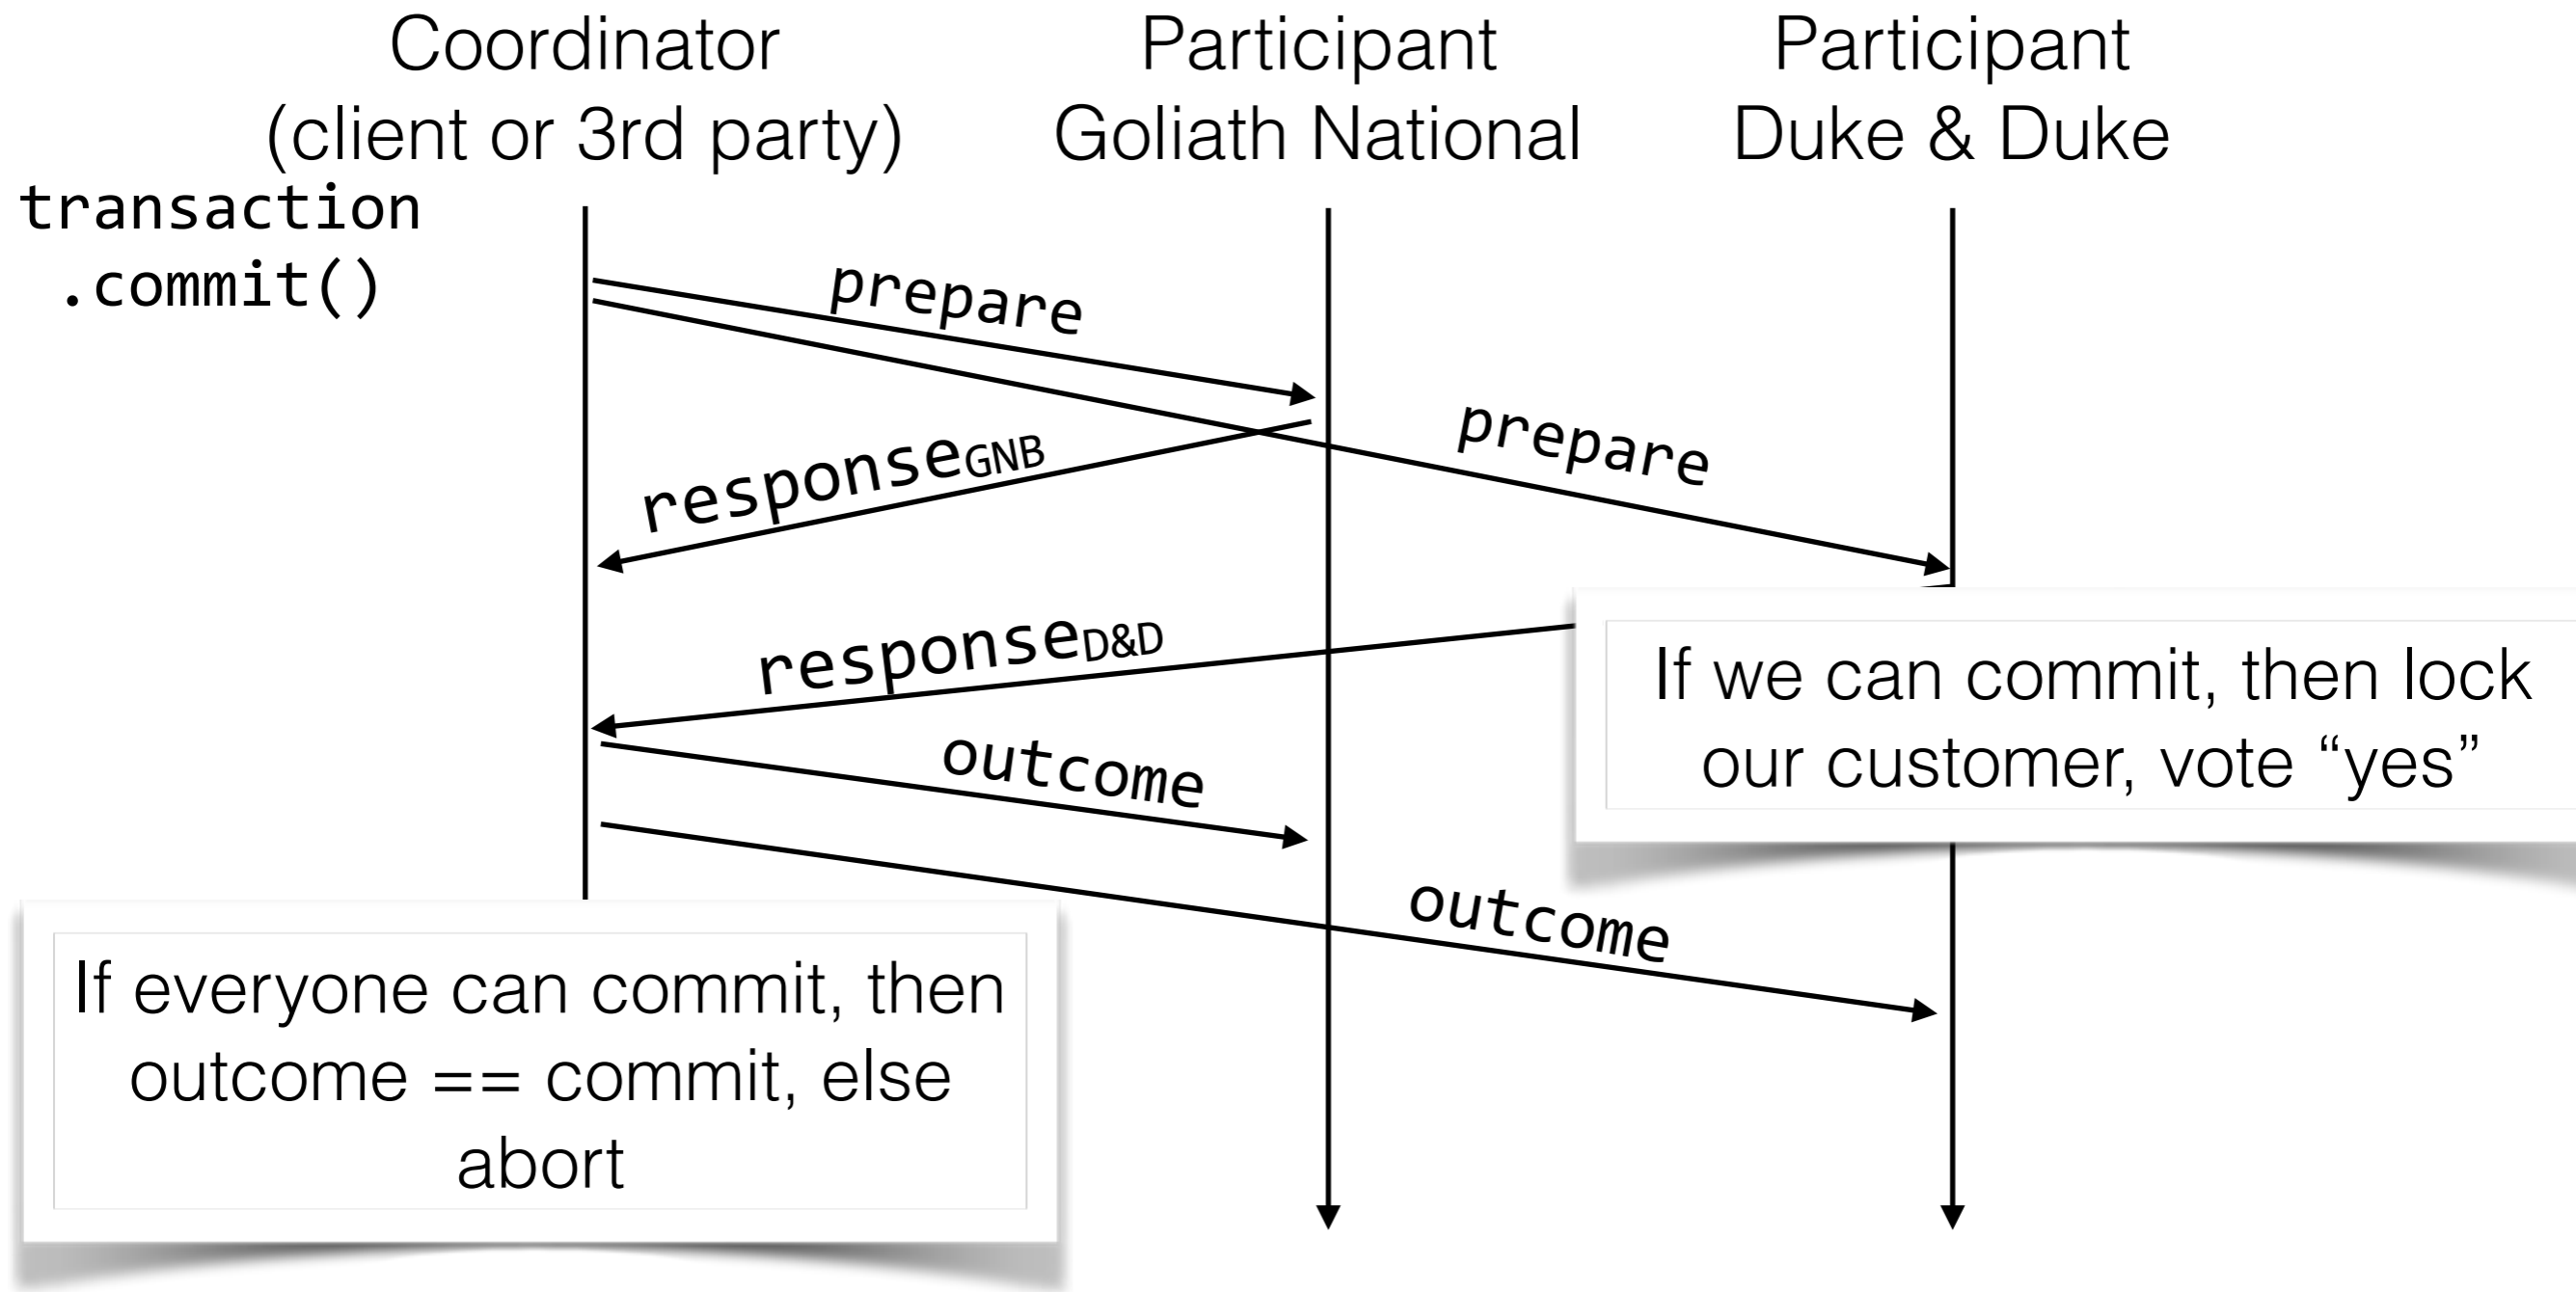 Coordinator
(client or 3rd party)
Participant
Goliath National
Participant
Duke & Duke
transaction
.commit()
prepare
prepare
responseGNB
responseD&D
If we can commit, then lock
our customer, vote “yes”
outcome
outcome
If everyone can commit, then
outcome == commit, else
abort